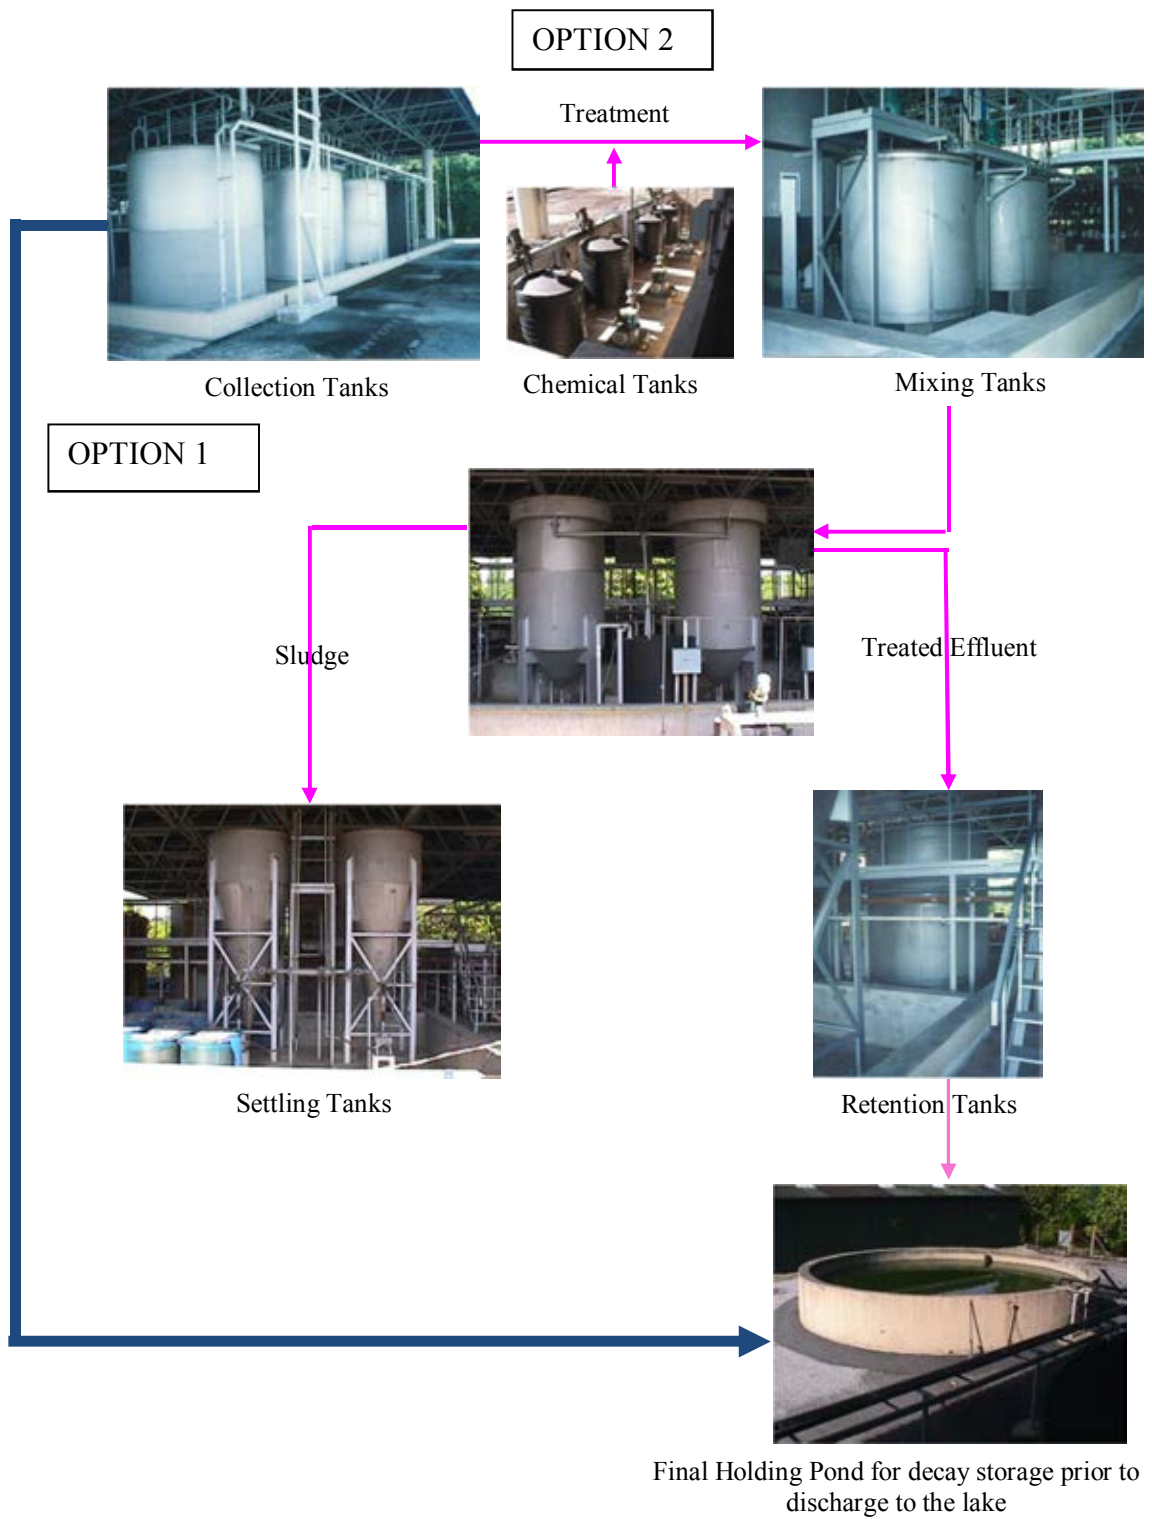 OPTION 2
Treatment
Collection Tanks
Chemical Tanks
Mixing Tanks
OPTION 1
Sludge
Treated Effluent
Settling Tanks
Retention Tanks
Final Holding Pond for decay storage prior to
discharge to the lake